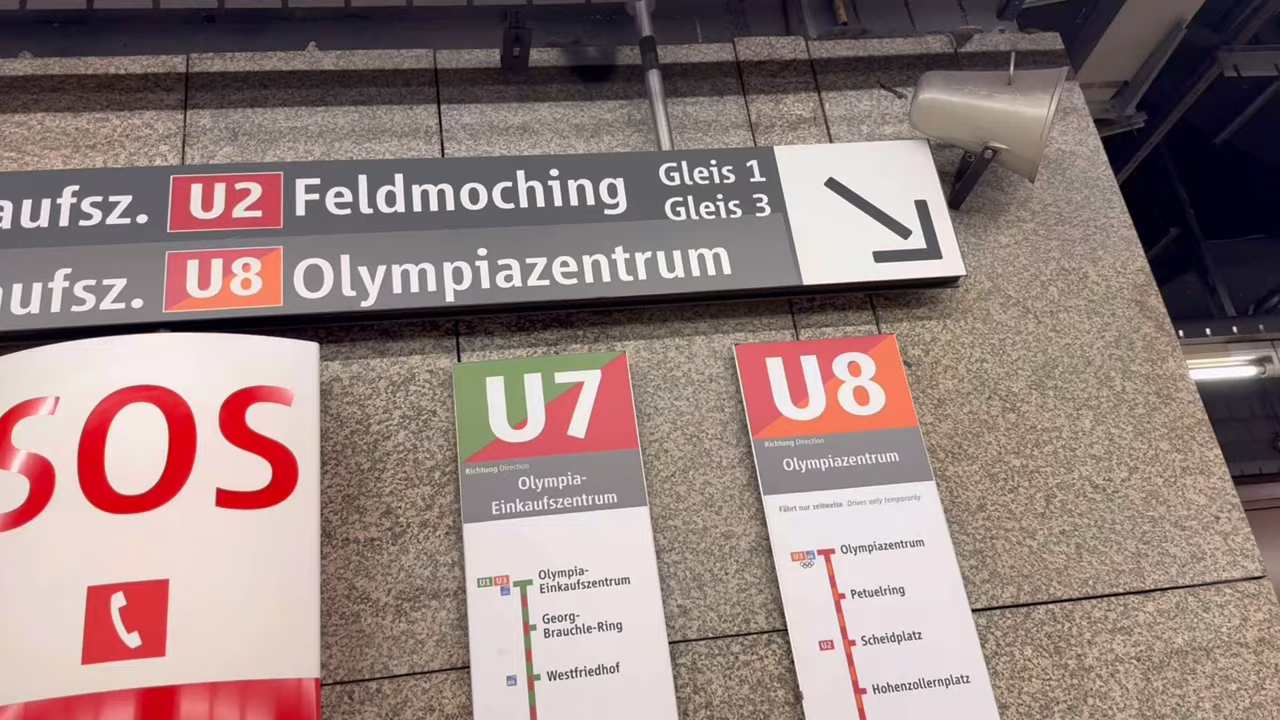 aufsz. U2 Feldmoching Gleis 1
Gleis 3
aufsz. U8 Olympiazentrum
SOS
U7
Richtung Direction
Olympia-
Einkaufszentrum
U1 U3 Olympia-
Einkaufszentrum
Georg-
Brauchle-Ring
Westfriedhof
U8
Richtung Direction
Olympiazentrum
Fährt nur zeitweise Drives only temporarily
U3 Olympiazentrum
Petuelring
U2 Scheidplatz
Hohenzollernplatz